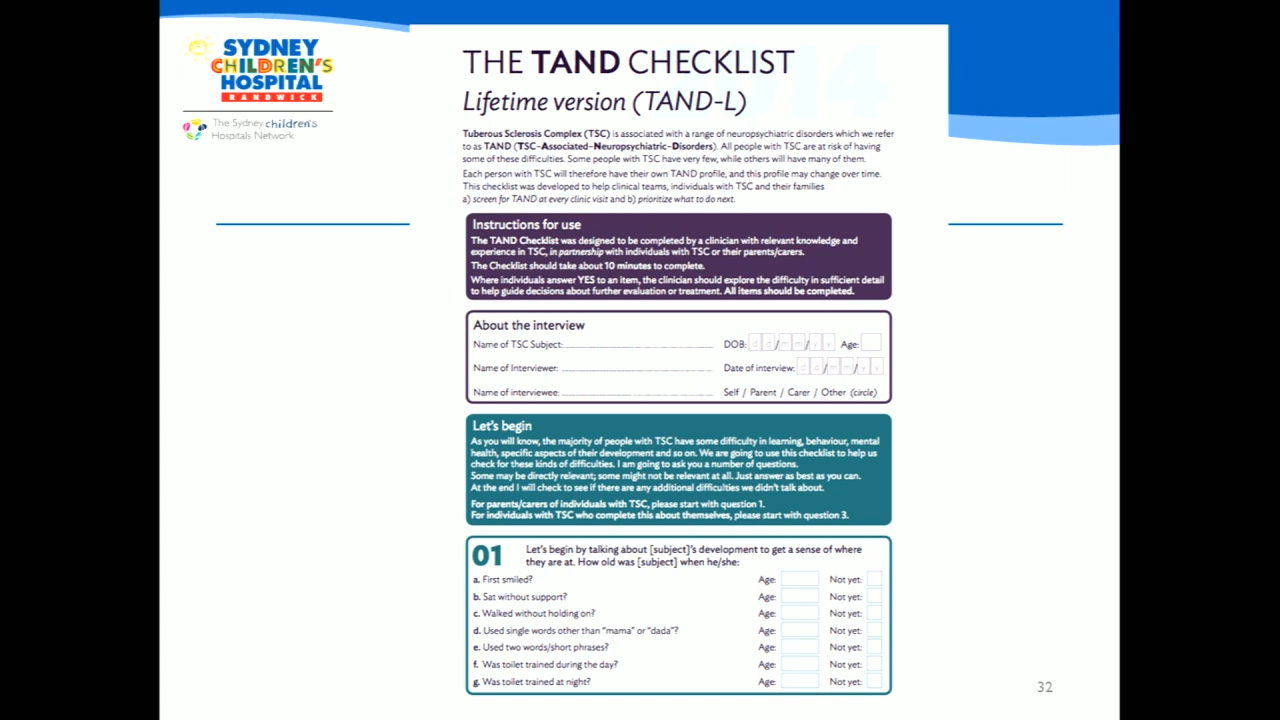 SYDNEY
CHILDREN'S
HOSPITAL
RANDWICK
The Sydney children's
Hospitals Network
THE TAND CHECKLIST
Lifetime version (TAND-L)
Tuberous Sclerosis Complex (TSC) is associated with a range of neuropsychiatric disorders which we refer
to as TAND (TSC-Associated-Neuropsychiatric-Disorders). All people with TSC are at risk of having
some of these difficulties. Some people with TSC have very few, while others will have many of them.
Each person with TSC will therefore have their own TAND profile, and this profile may change over time.
This checklist was developed to help clinical teams, individuals with TSC and their families
a) screen for TAND at every clinic visit and b) prioritize what to do next.
Instructions for use
The TAND Checklist was designed to be completed by a clinician with relevant knowledge and
experience in TSC, in partnership with individuals with TSC or their parents/carers.
The Checklist should take about 10 minutes to complete.
Where individuals answer YES to an item, the clinician should explore the difficulty in sufficient detail
to help guide decisions about further evaluation or treatment. All items should be completed.
About the interview
Name of TSC Subject: DOB: d d / m m / y y Age:
Name of Interviewer: Date of interview: d d / m m / y y
Name of interviewee: Self / Parent / Carer / Other (circle)
Let's begin
As you will know, the majority of people with TSC have some difficulty in learning, behaviour, mental
health, specific aspects of their development and so on. We are going to use this checklist to help us
check for these kinds of difficulties. I am going to ask you a number of questions.
Some may be directly relevant; some might not be relevant at all. Just answer as best as you can.
At the end I will check to see if there are any additional difficulties we didn't talk about.
For parents/carers of individuals with TSC, please start with question 1.
For individuals with TSC who complete this about themselves, please start with question 3.
01 Let's begin by talking about [subject]'s development to get a sense of where
they are at. How old was [subject] when he/she:
a. First smiled? Age: Not yet:
b. Sat without support? Age: Not yet:
c. Walked without holding on? Age: Not yet:
d. Used single words other than "mama" or "dada"? Age: Not yet:
e. Used two words/short phrases? Age: Not yet:
f. Was toilet trained during the day? Age: Not yet:
g. Was toilet trained at night? Age: Not yet:
32